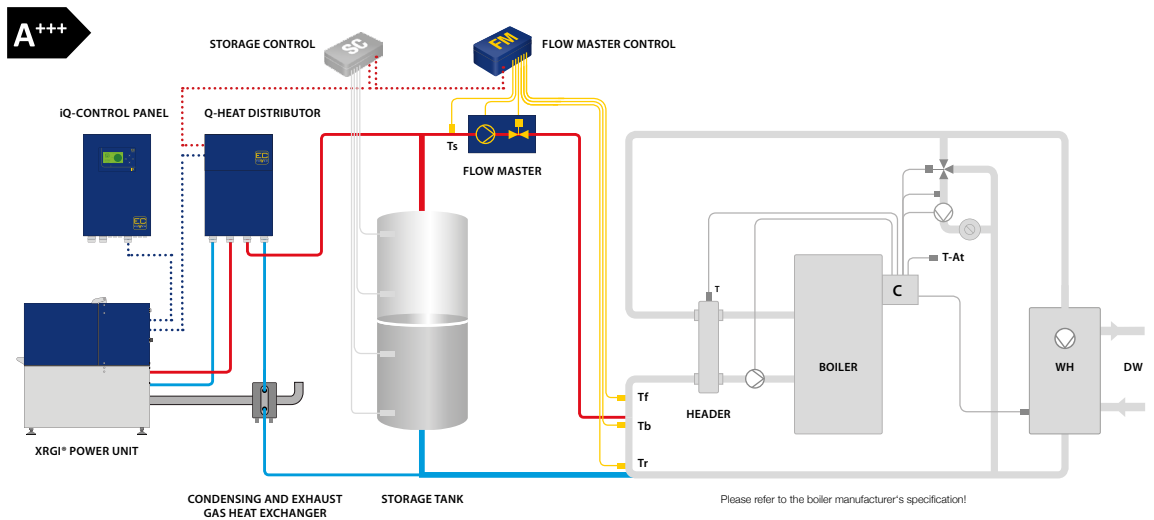 A+++
STORAGE CONTROL
SC
FM
FLOW MASTER CONTROL
iQ-CONTROL PANEL
Q-HEAT DISTRIBUTOR
EC
EC
Ts
FLOW MASTER
T-At
T
C
BOILER
WH
DW
HEADER
Tf
Tb
Tr
XRGI® POWER UNIT
CONDENSING AND EXHAUST
GAS HEAT EXCHANGER
STORAGE TANK
Please refer to the boiler manufacturer's specification!